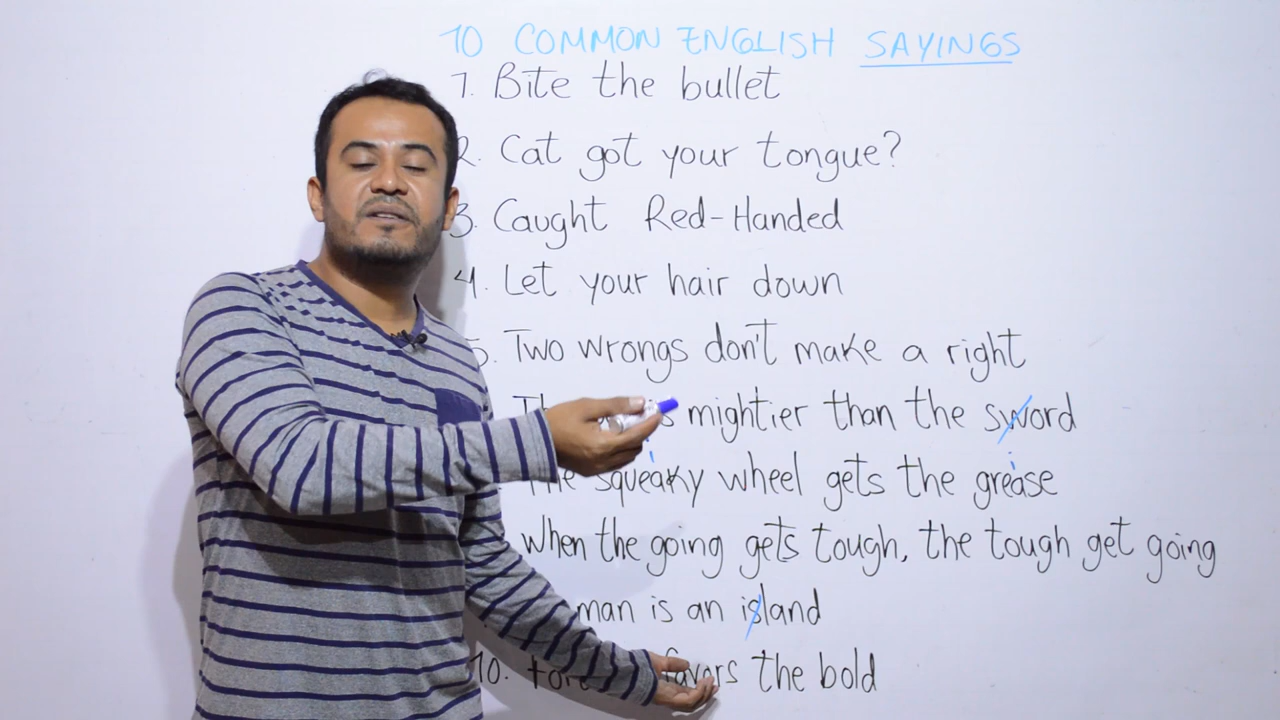 10 COMMON ENGLISH SAYINGS
1. Bite the bullet
2. Cat got your tongue?
3. Caught Red-Handed
4. Let your hair down
5. Two wrongs don't make a right
mightier than the sword
The squeaky wheel gets the grease
When the going gets tough, the tough get going
man is an island
10. favors the bold